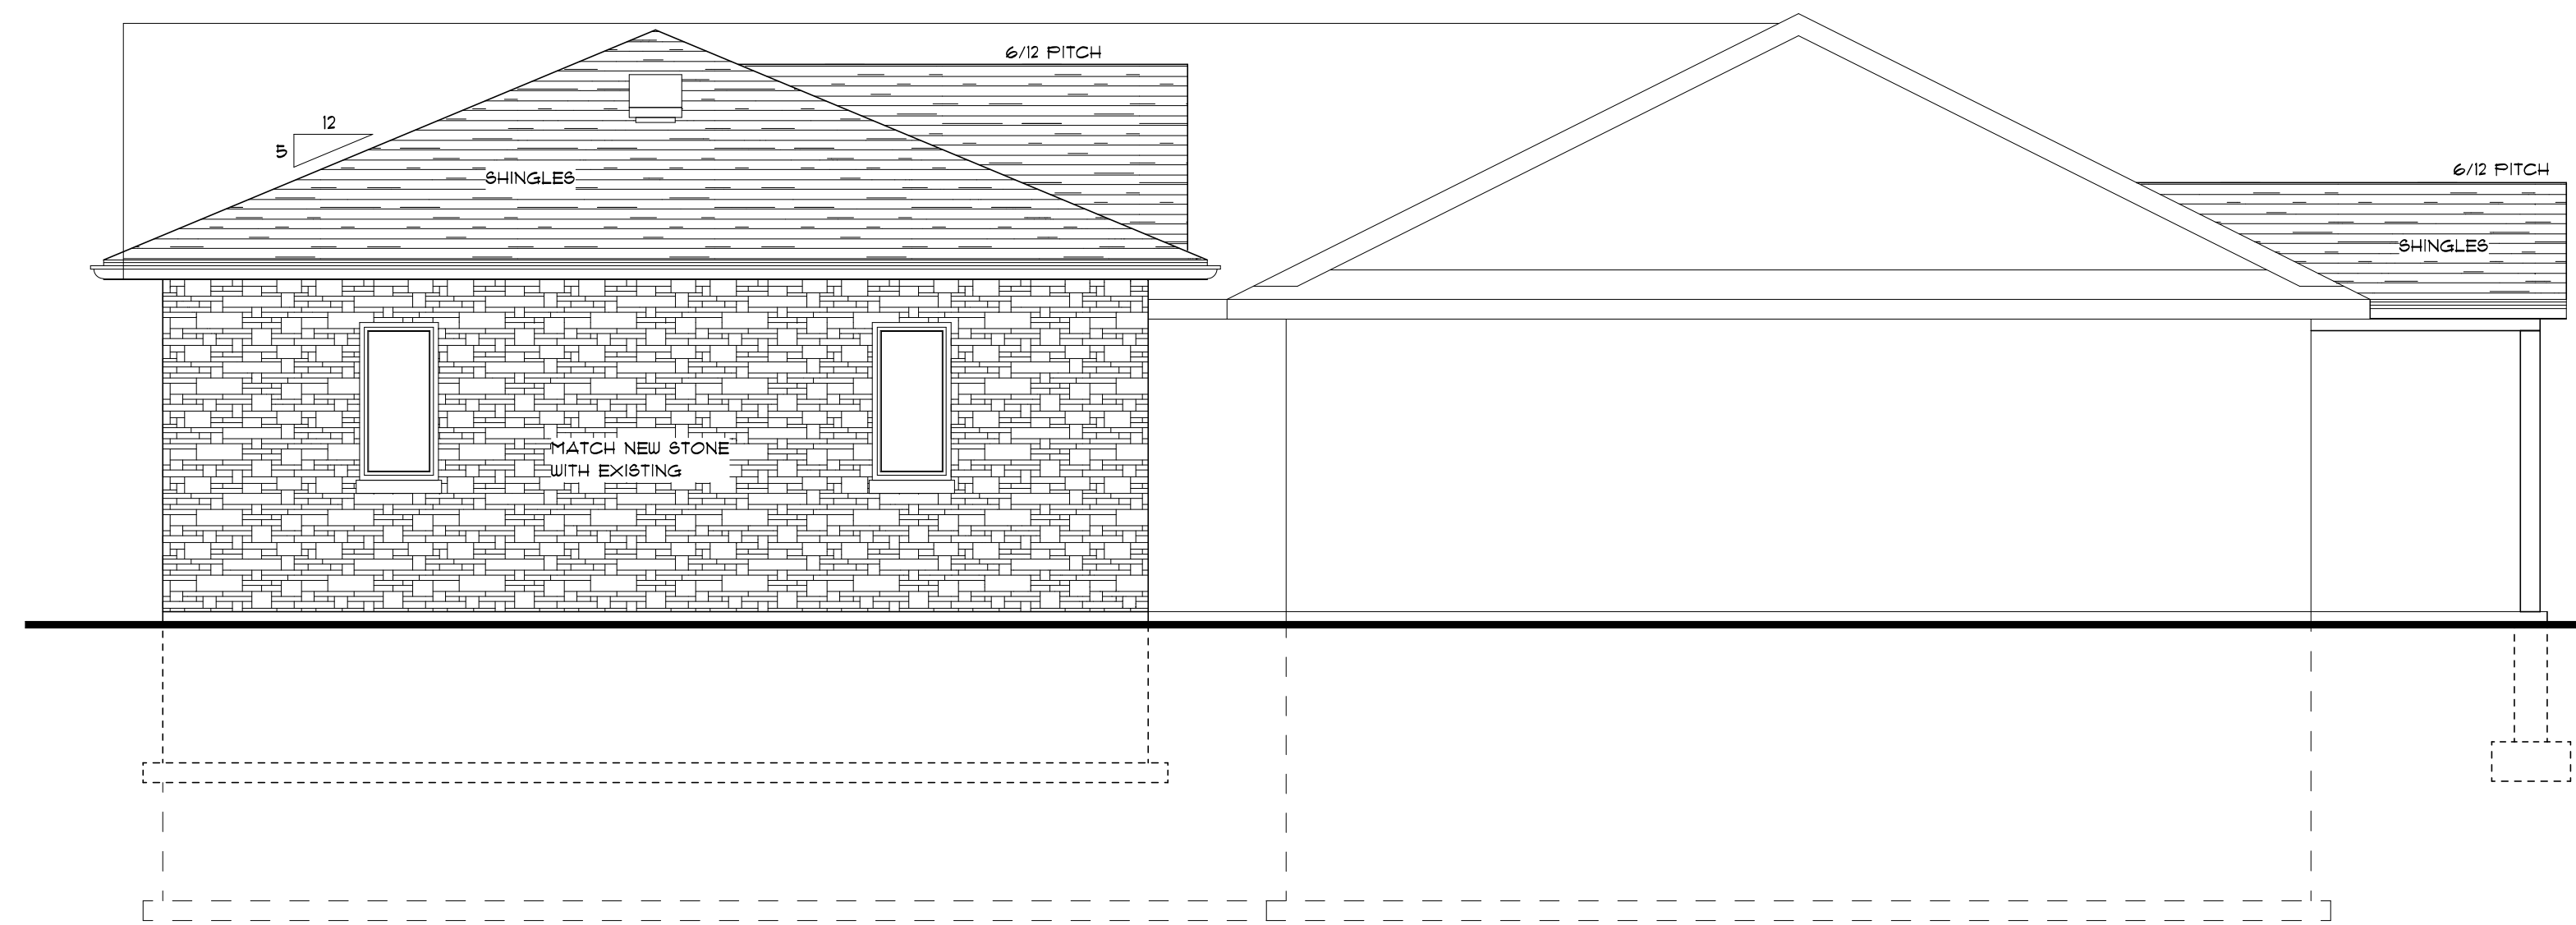 6/12 PITCH
12
5
SHINGLES
6/12 PITCH
SHINGLES
MATCH NEW STONE
WITH EXISTING